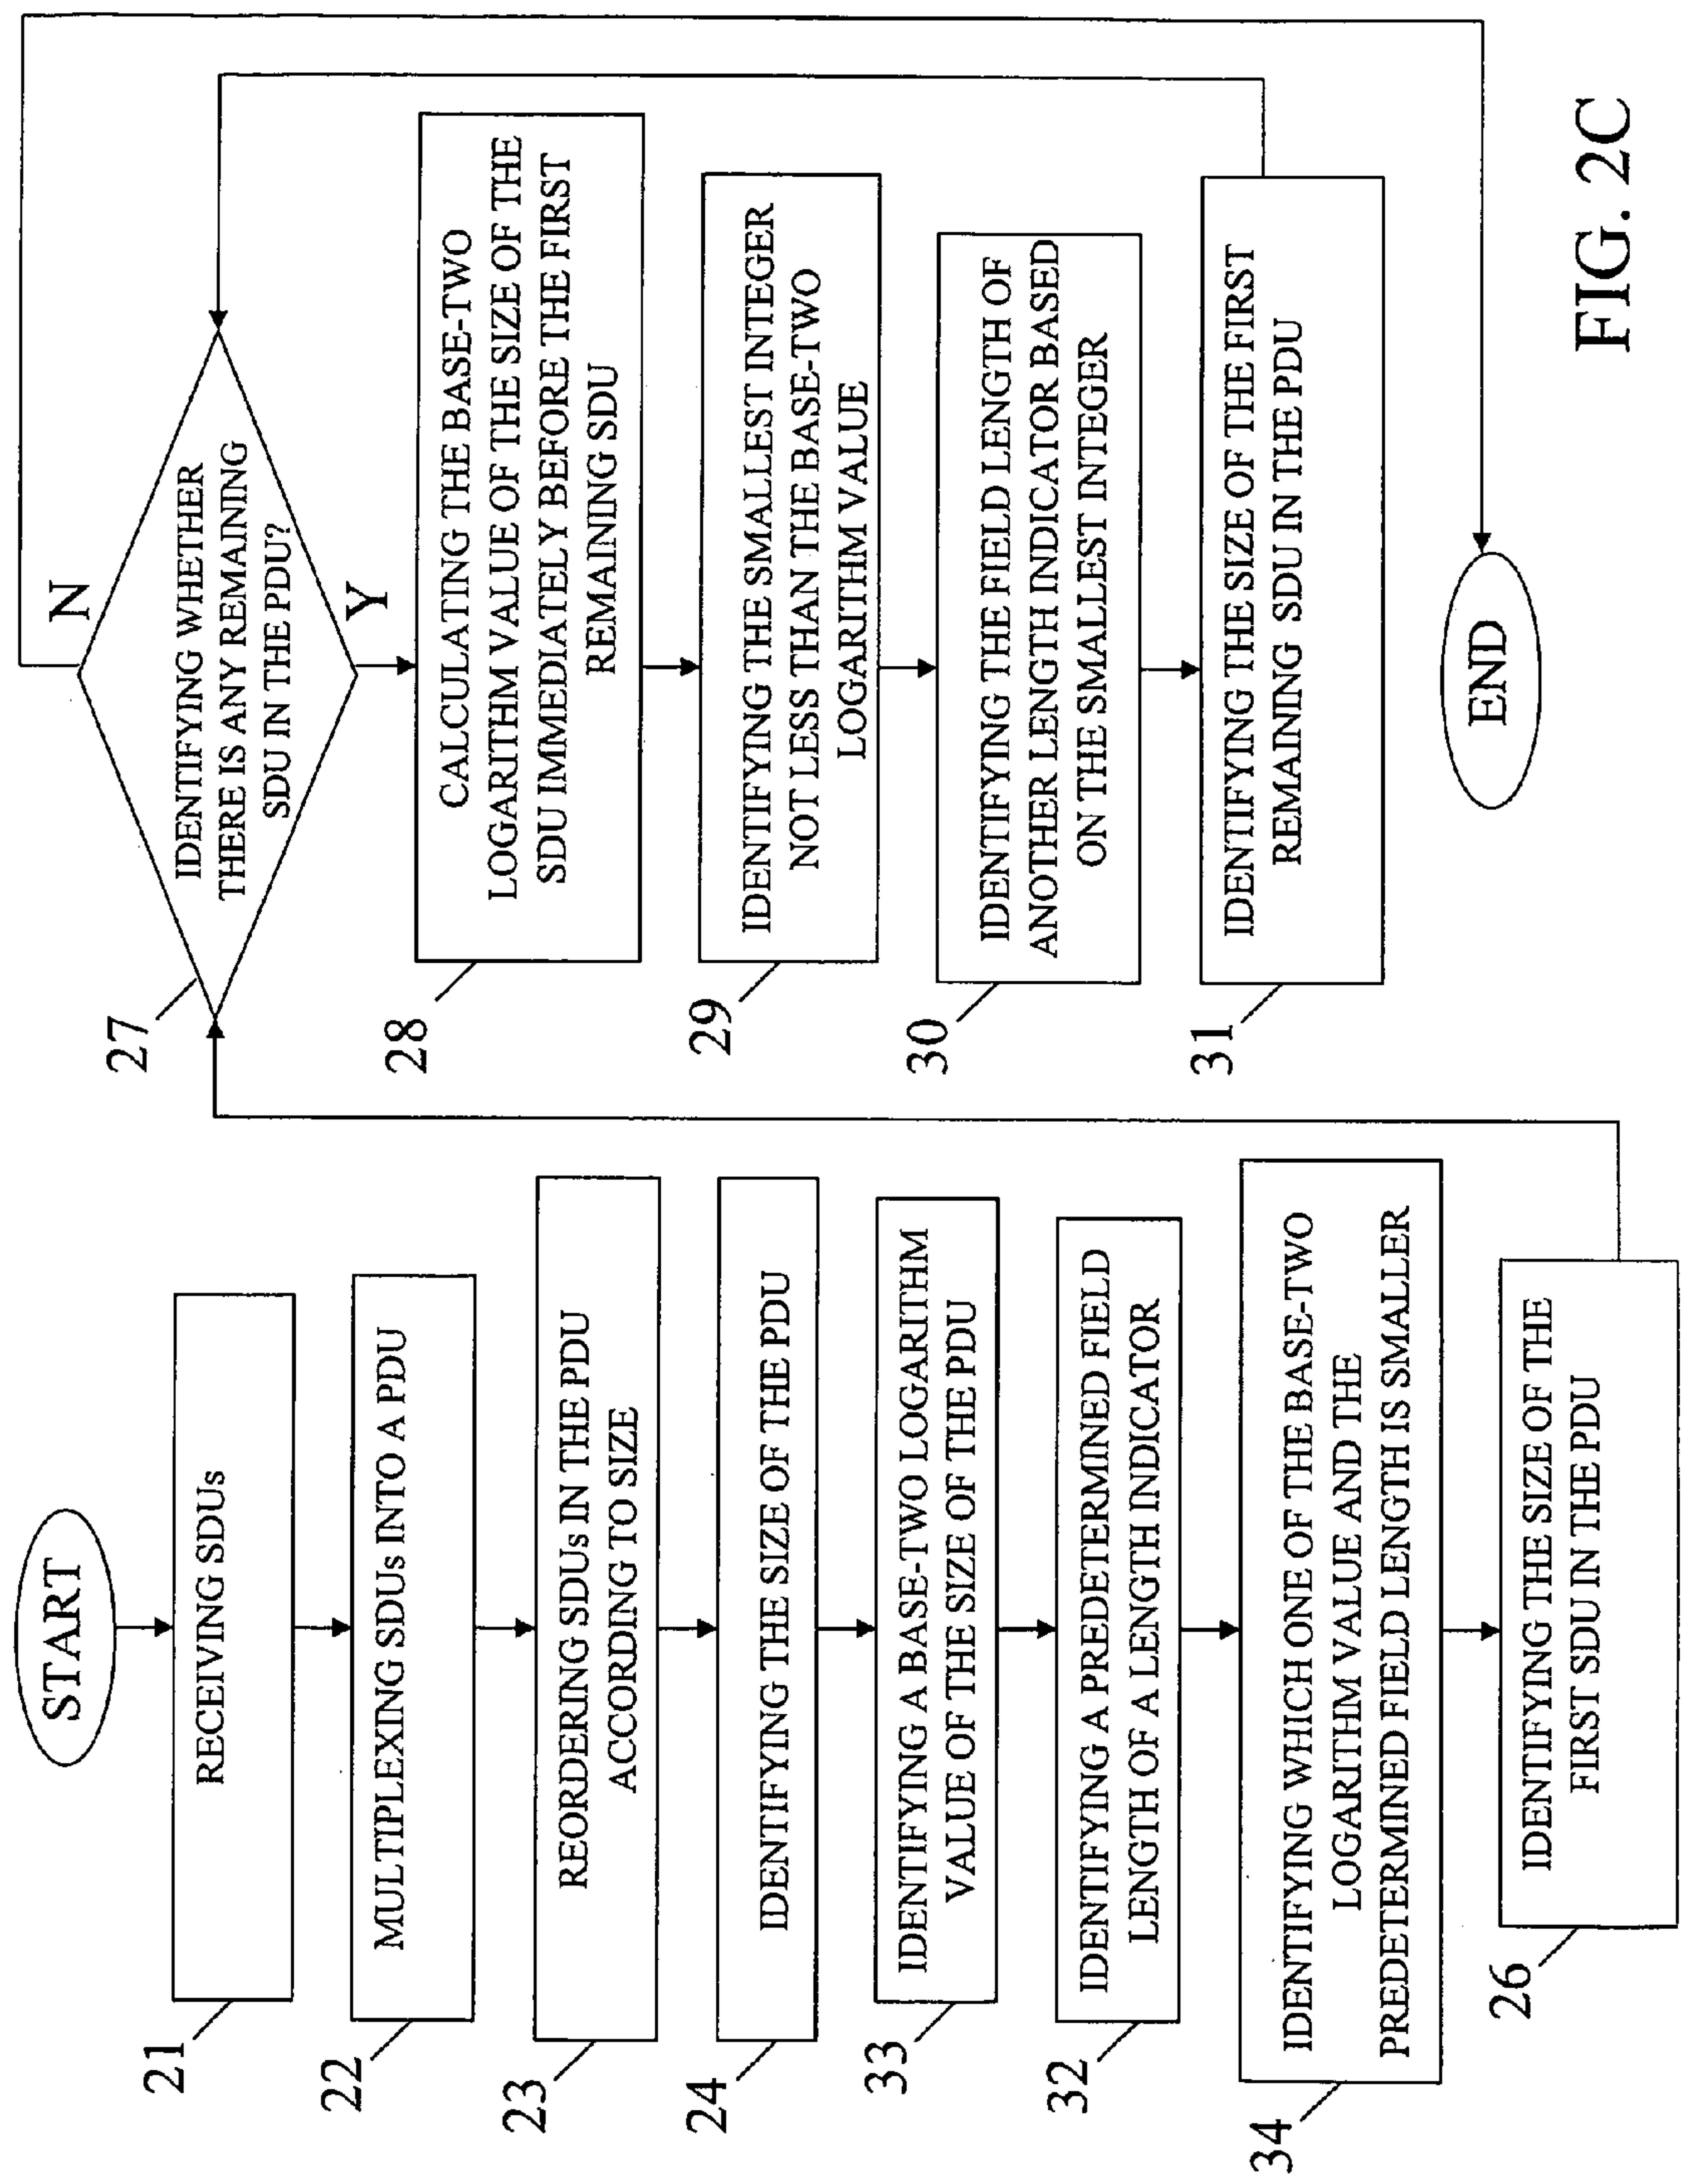 START
21
RECEIVING SDUs
22
MULTIPLEXING SDUs INTO A PDU
23
REORDERING SDUs IN THE PDU
ACCORDING TO SIZE
24
IDENTIFYING THE SIZE OF THE PDU
33
IDENTIFYING A BASE-TWO LOGARITHM
VALUE OF THE SIZE OF THE PDU
32
IDENTIFYING A PREDETERMINED FIELD
LENGTH OF A LENGTH INDICATOR
34
IDENTIFYING WHICH ONE OF THE BASE-TWO
LOGARITHM VALUE AND THE
PREDETERMINED FIELD LENGTH IS SMALLER
26
IDENTIFYING THE SIZE OF THE
FIRST SDU IN THE PDU
27
IDENTIFYING WHETHER
THERE IS ANY REMAINING
SDU IN THE PDU?
N
Y
28
CALCULATING THE BASE-TWO
LOGARITHM VALUE OF THE SIZE OF THE
SDU IMMEDIATELY BEFORE THE FIRST
REMAINING SDU
29
IDENTIFYING THE SMALLEST INTEGER
NOT LESS THAN THE BASE-TWO
LOGARITHM VALUE
30
IDENTIFYING THE FIELD LENGTH OF
ANOTHER LENGTH INDICATOR BASED
ON THE SMALLEST INTEGER
31
IDENTIFYING THE SIZE OF THE FIRST
REMAINING SDU IN THE PDU
END
FIG. 2C